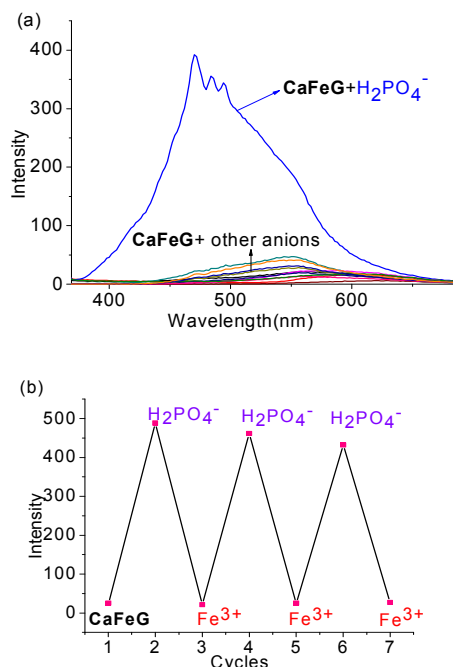 (a)
400
300
200
100
0
Intensity
CaFeG+H₂PO₄⁻
CaFeG+ other anions
400 500 600
Wavelength(nm)
(b)
500
400
300
200
100
0
Intensity
H₂PO₄⁻ H₂PO₄⁻ H₂PO₄⁻
CaFeG Fe³⁺ Fe³⁺ Fe³⁺
1 2 3 4 5 6 7
Cycles